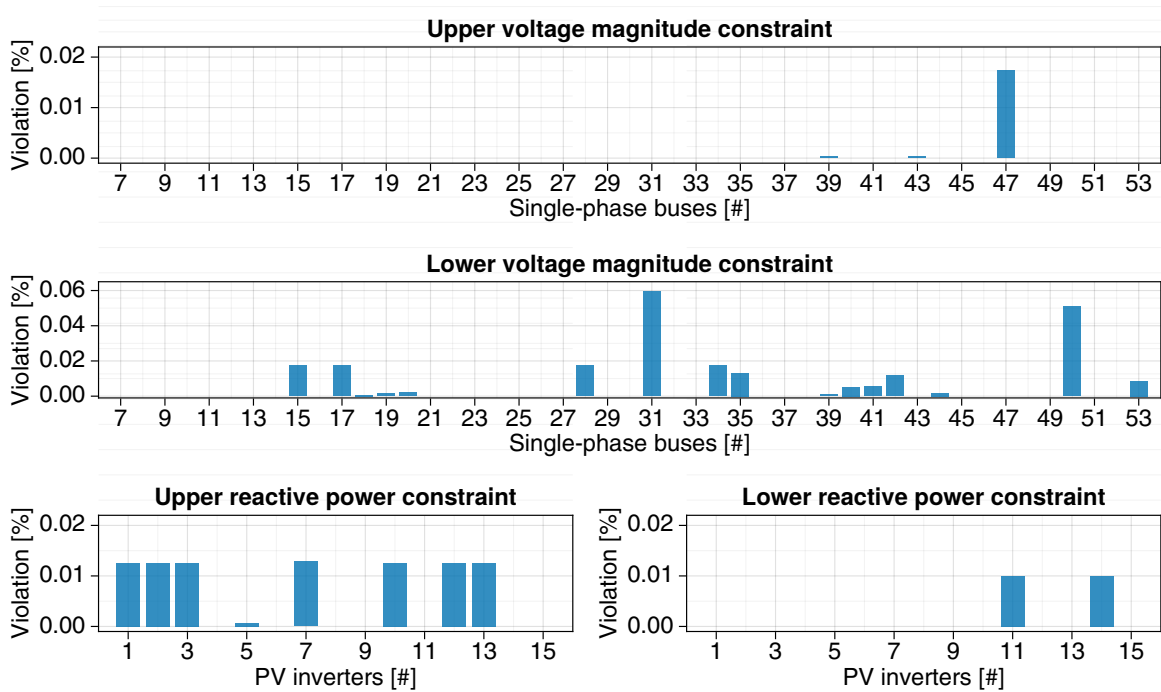 Upper voltage magnitude constraint
Violation [%]
0.02
0.01
0.00
7 9 11 13 15 17 19 21 23 25 27 29 31 33 35 37 39 41 43 45 47 49 51 53
Single-phase buses [#]
Lower voltage magnitude constraint
Violation [%]
0.06
0.04
0.02
0.00
7 9 11 13 15 17 19 21 23 25 27 29 31 33 35 37 39 41 43 45 47 49 51 53
Single-phase buses [#]
Upper reactive power constraint
Violation [%]
0.02
0.01
0.00
1 3 5 7 9 11 13 15
PV inverters [#]
Lower reactive power constraint
Violation [%]
0.02
0.01
0.00
1 3 5 7 9 11 13 15
PV inverters [#]